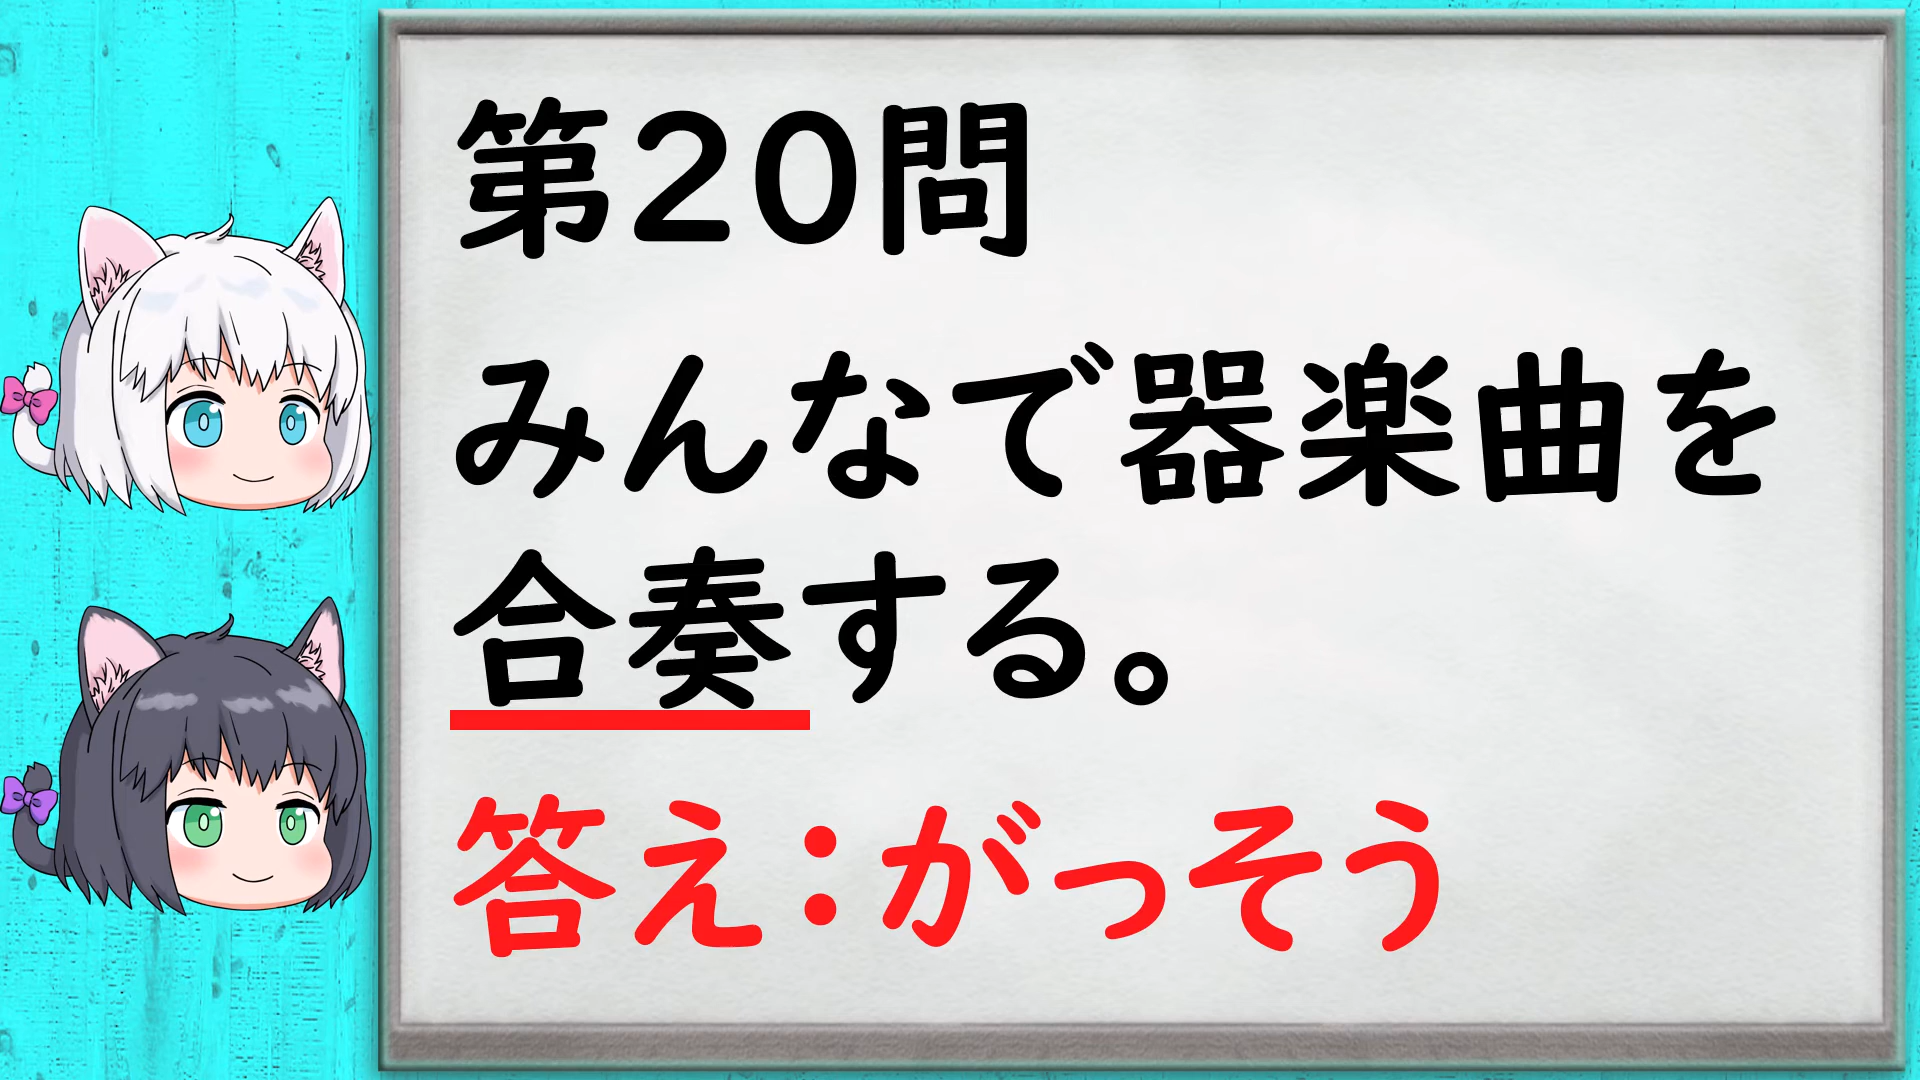 第20問
みんなで器楽曲を
合奏する。
答え：がっそう